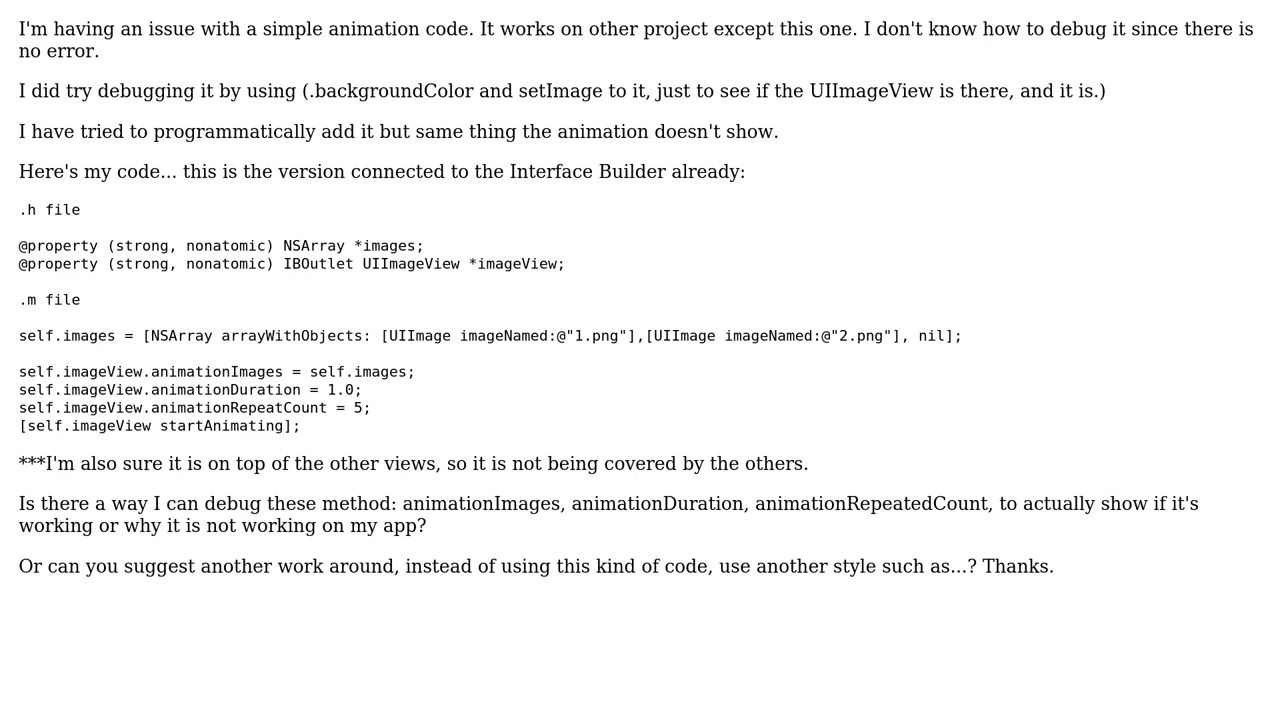 I'm having an issue with a simple animation code. It works on other project except this one. I don't know how to debug it since there is
no error.
I did try debugging it by using (.backgroundColor and setImage to it, just to see if the UIImageView is there, and it is.)
I have tried to programmatically add it but same thing the animation doesn't show.
Here's my code... this is the version connected to the Interface Builder already:
.h file
@property (strong, nonatomic) NSArray *images;
@property (strong, nonatomic) IBOutlet UIImageView *imageView;
.m file
self.images = [NSArray arrayWithObjects: [UIImage imageNamed:@"1.png"],[UIImage imageNamed:@"2.png"], nil];
self.imageView.animationImages = self.images;
self.imageView.animationDuration = 1.0;
self.imageView.animationRepeatCount = 5;
[self.imageView startAnimating];
***I'm also sure it is on top of the other views, so it is not being covered by the others.
Is there a way I can debug these method: animationImages, animationDuration, animationRepeatedCount, to actually show if it's
working or why it is not working on my app?
Or can you suggest another work around, instead of using this kind of code, use another style such as...? Thanks.